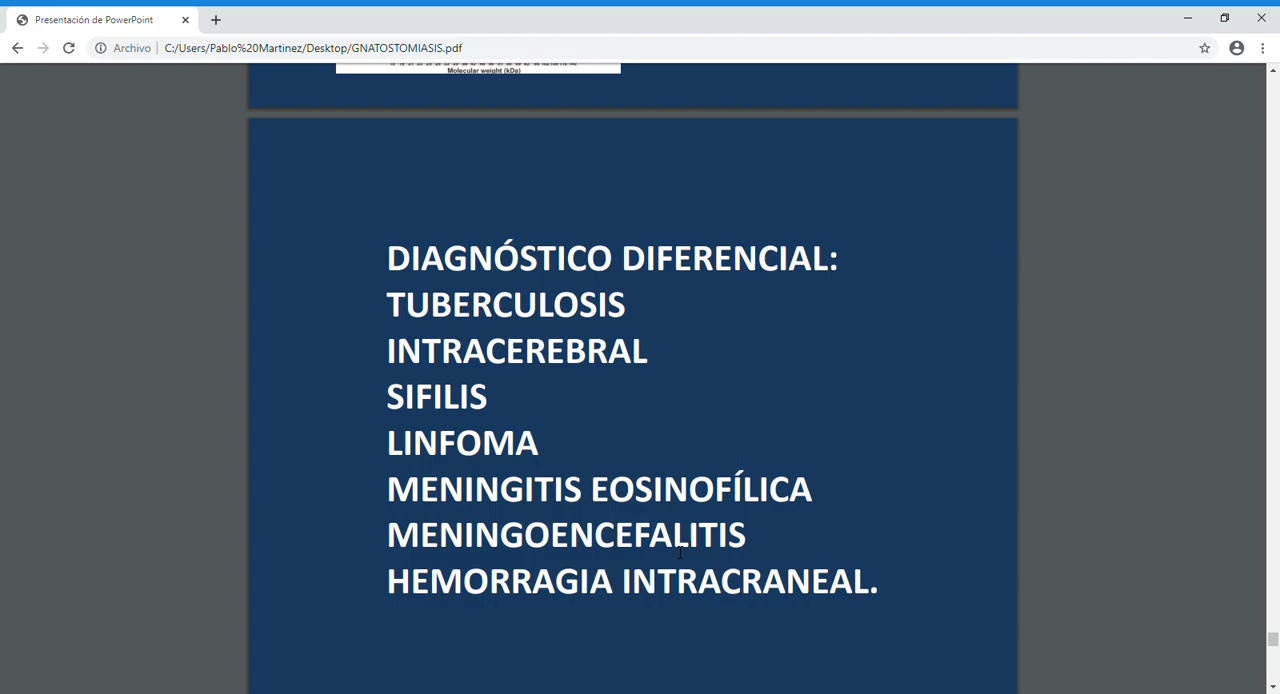 Presentación de PowerPoint
Archivo
C:/Users/Pablo%20Martinez/Desktop/GNATOSTOMIASIS.pdf
Molecular weight (kDa)
DIAGNÓSTICO DIFERENCIAL:
TUBERCULOSIS
INTRACEREBRAL
SIFILIS
LINFOMA
MENINGITIS EOSINOFÍLICA
MENINGOENCEFALITIS
HEMORRAGIA INTRACRANEAL.